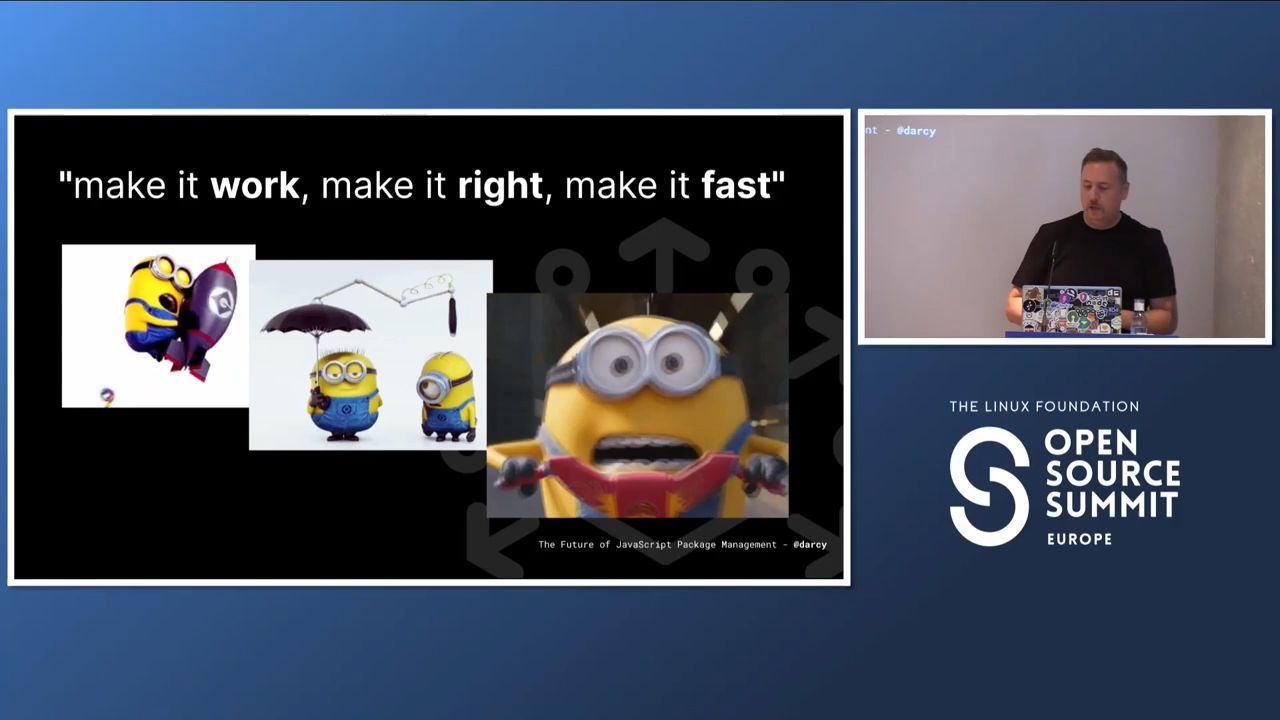 "make it work, make it right, make it fast"
The Future of JavaScript Package Management - @darcy
nt - @darcy
THE LINUX FOUNDATION
OPEN
SOURCE
SUMMIT
EUROPE